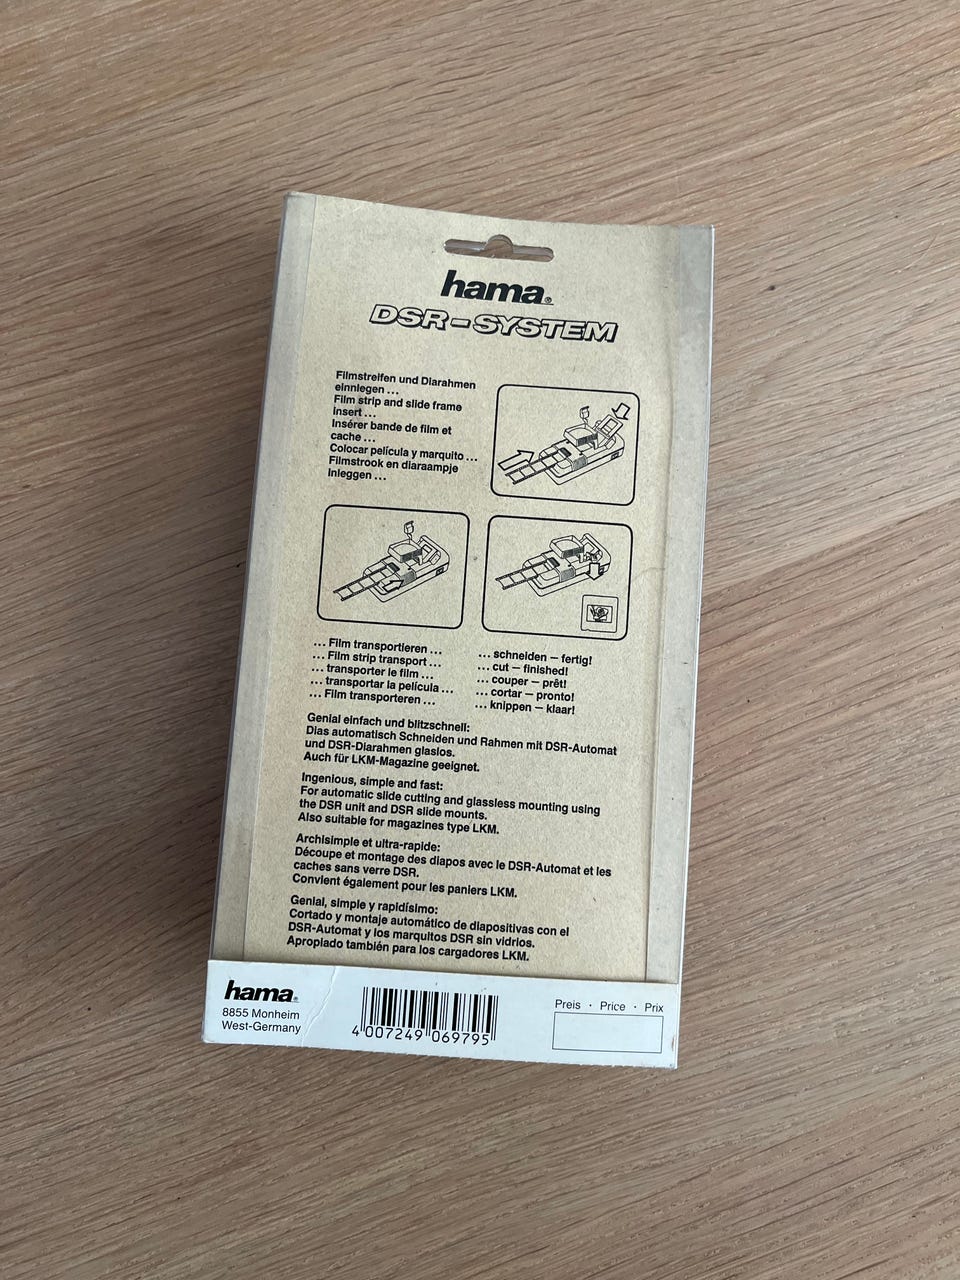 hama®
DSR-SYSTEM
Filmstreifen und Diarahmen
einnlegen ...
Film strip and slide frame
insert ...
Insérer bande de film et
cache ...
Colocar película y marquito ...
Filmstrook en diaraampje
inleggen ...
... Film transportieren ...
... Film strip transport ...
... transporter le film ...
... transportar la película ...
... Film transporteren ...
... schneiden – fertig!
... cut – finished!
... couper – prêt!
... cortar – pronto!
... knippen – klaar!
Genial einfach und blitzschnell:
Dias automatisch Schneiden und Rahmen mit DSR-Automat
und DSR-Diarahmen glaslos.
Auch für LKM-Magazine geeignet.
Ingenious, simple and fast:
For automatic slide cutting and glassless mounting using
the DSR unit and DSR slide mounts.
Also suitable for magazines type LKM.
Archisimple et ultra-rapide:
Découpe et montage des diapos avec le DSR-Automat et les
caches sans verre DSR.
Convient également pour les paniers LKM.
Genial, simple y rapidísimo:
Cortado y montaje automático de diapositivas con el
DSR-Automat y los marquitos DSR sin vidrios.
Apropiado también para los cargadores LKM.
hama®
8855 Monheim
West-Germany
4 007249 069795
Preis · Price · Prix